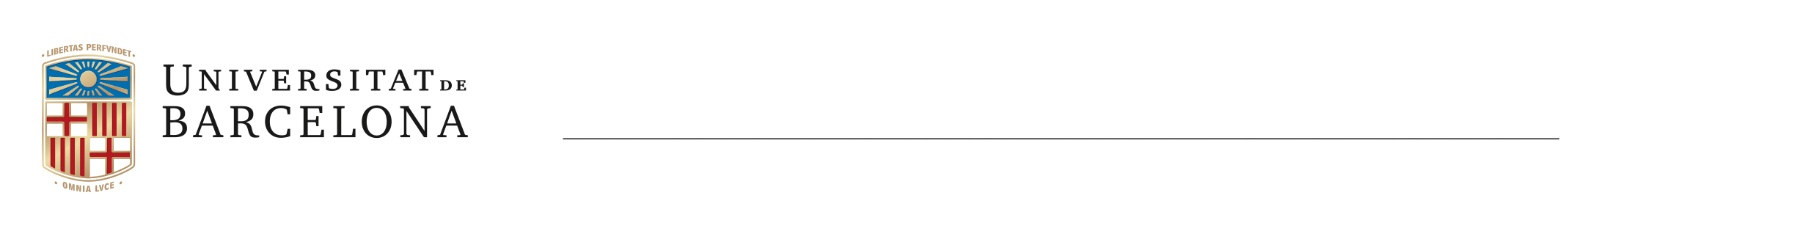 · LIBERTAS PERFVNDET ·
UNIVERSITAT DE
BARCELONA
· OMNIA LVCE ·